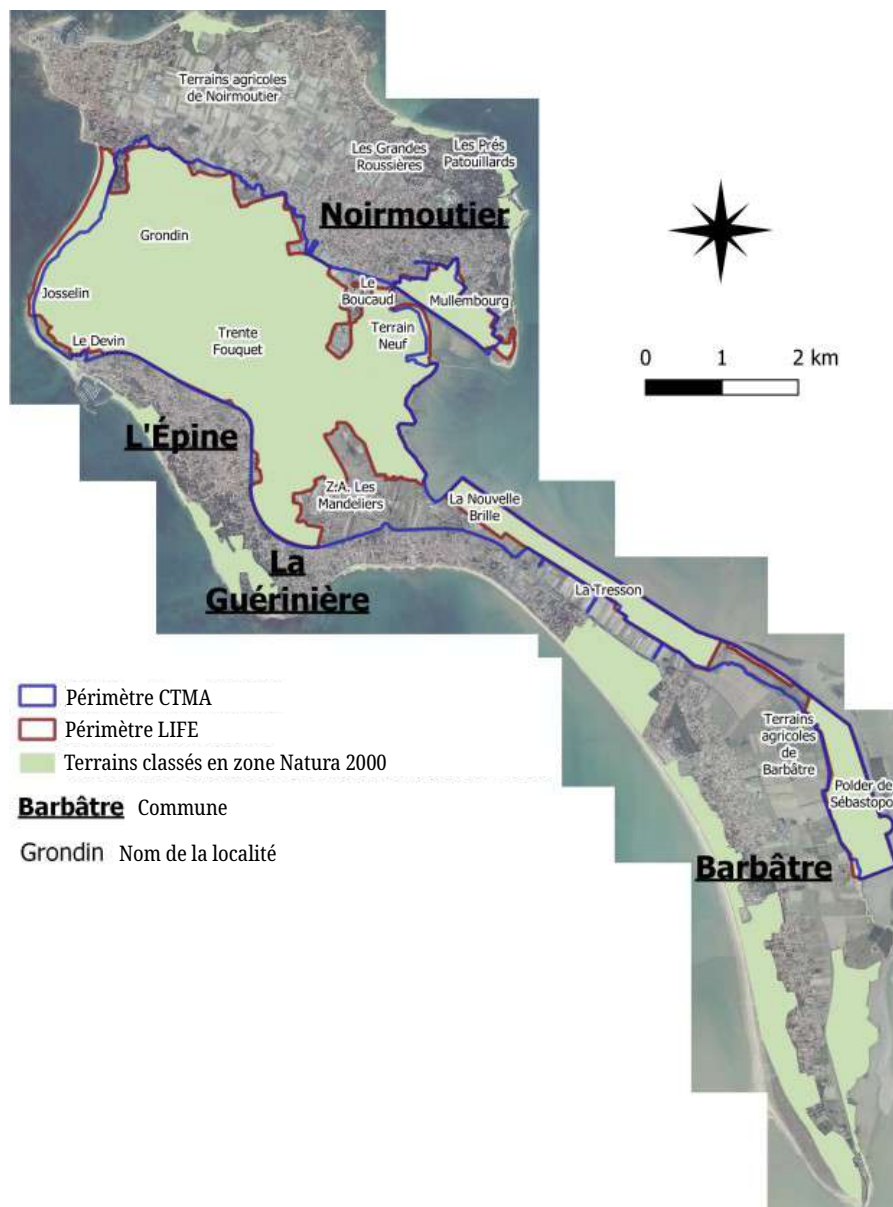 Terrains agricoles
de Noirmoutier
Les Grandes
Roussières
Les Prés
Patouillards
Noirmoutier
Grondin
Josselin
Le
Boucaud
Mullembourg
Le Devin
Trente
Fouquet
Terrain
Neuf
0 1 2 km
L'Épine
Z.A. Les
Mandeliers
La Nouvelle
Brille
La
Guérinière
La Tresson
Périmètre CTMA
Périmètre LIFE
Terrains classés en zone Natura 2000
Barbâtre Commune
Grondin Nom de la localité
Terrains
agricoles
de
Barbâtre
Polder de
Sébastopo
Barbâtre